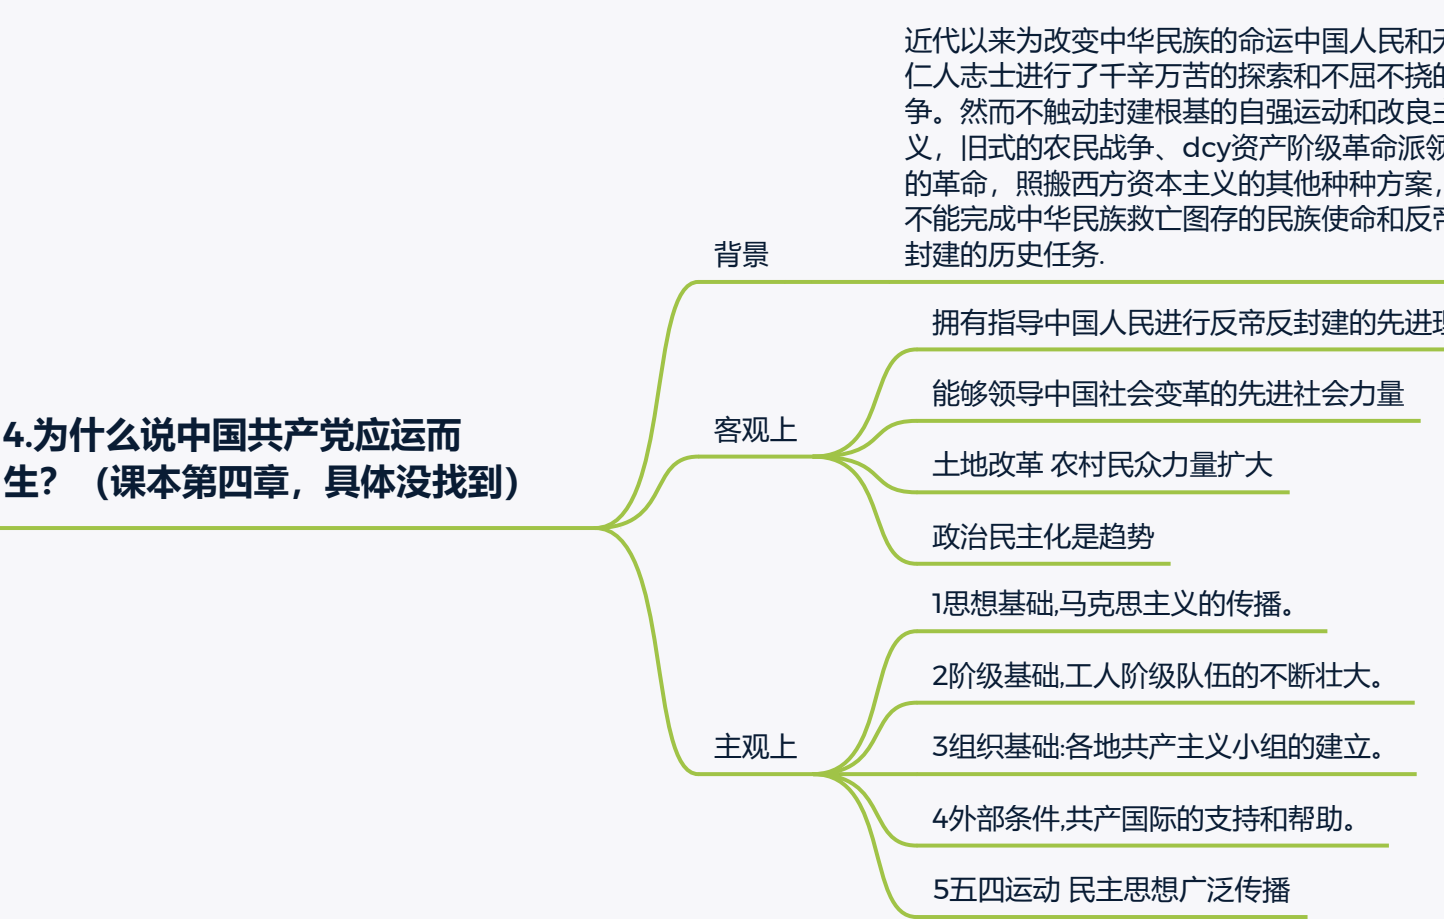 近代以来为改变中华民族的命运中国人民和
仁人志士进行了千辛万苦的探索和不屈不挠的
争。然而不触动封建根基的自强运动和改良主
义，旧式的农民战争、dcy资产阶级革命派领
的革命，照搬西方资本主义的其他种种方案，
不能完成中华民族救亡图存的民族使命和反帝
封建的历史任务.
背景
拥有指导中国人民进行反帝反封建的先进理
能够领导中国社会变革的先进社会力量
客观上
土地改革 农村民众力量扩大
政治民主化是趋势
4.为什么说中国共产党应运而
生？（课本第四章，具体没找到）
1思想基础,马克思主义的传播。
2阶级基础,工人阶级队伍的不断壮大。
主观上
3组织基础:各地共产主义小组的建立。
4外部条件,共产国际的支持和帮助。
5五四运动 民主思想广泛传播